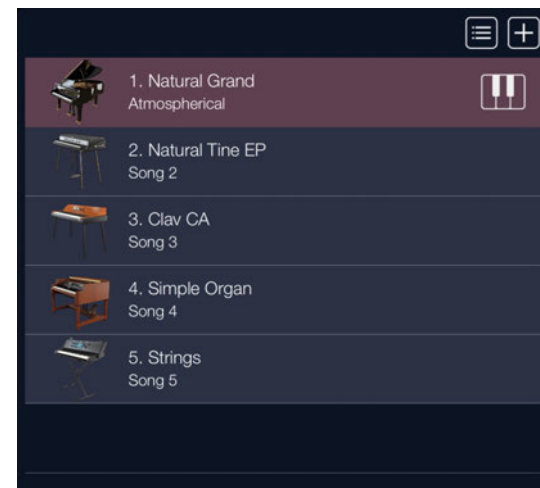 1. Natural Grand
Atmospherical
2. Natural Tine EP
Song 2
3. Clav CA
Song 3
4. Simple Organ
Song 4
5. Strings
Song 5